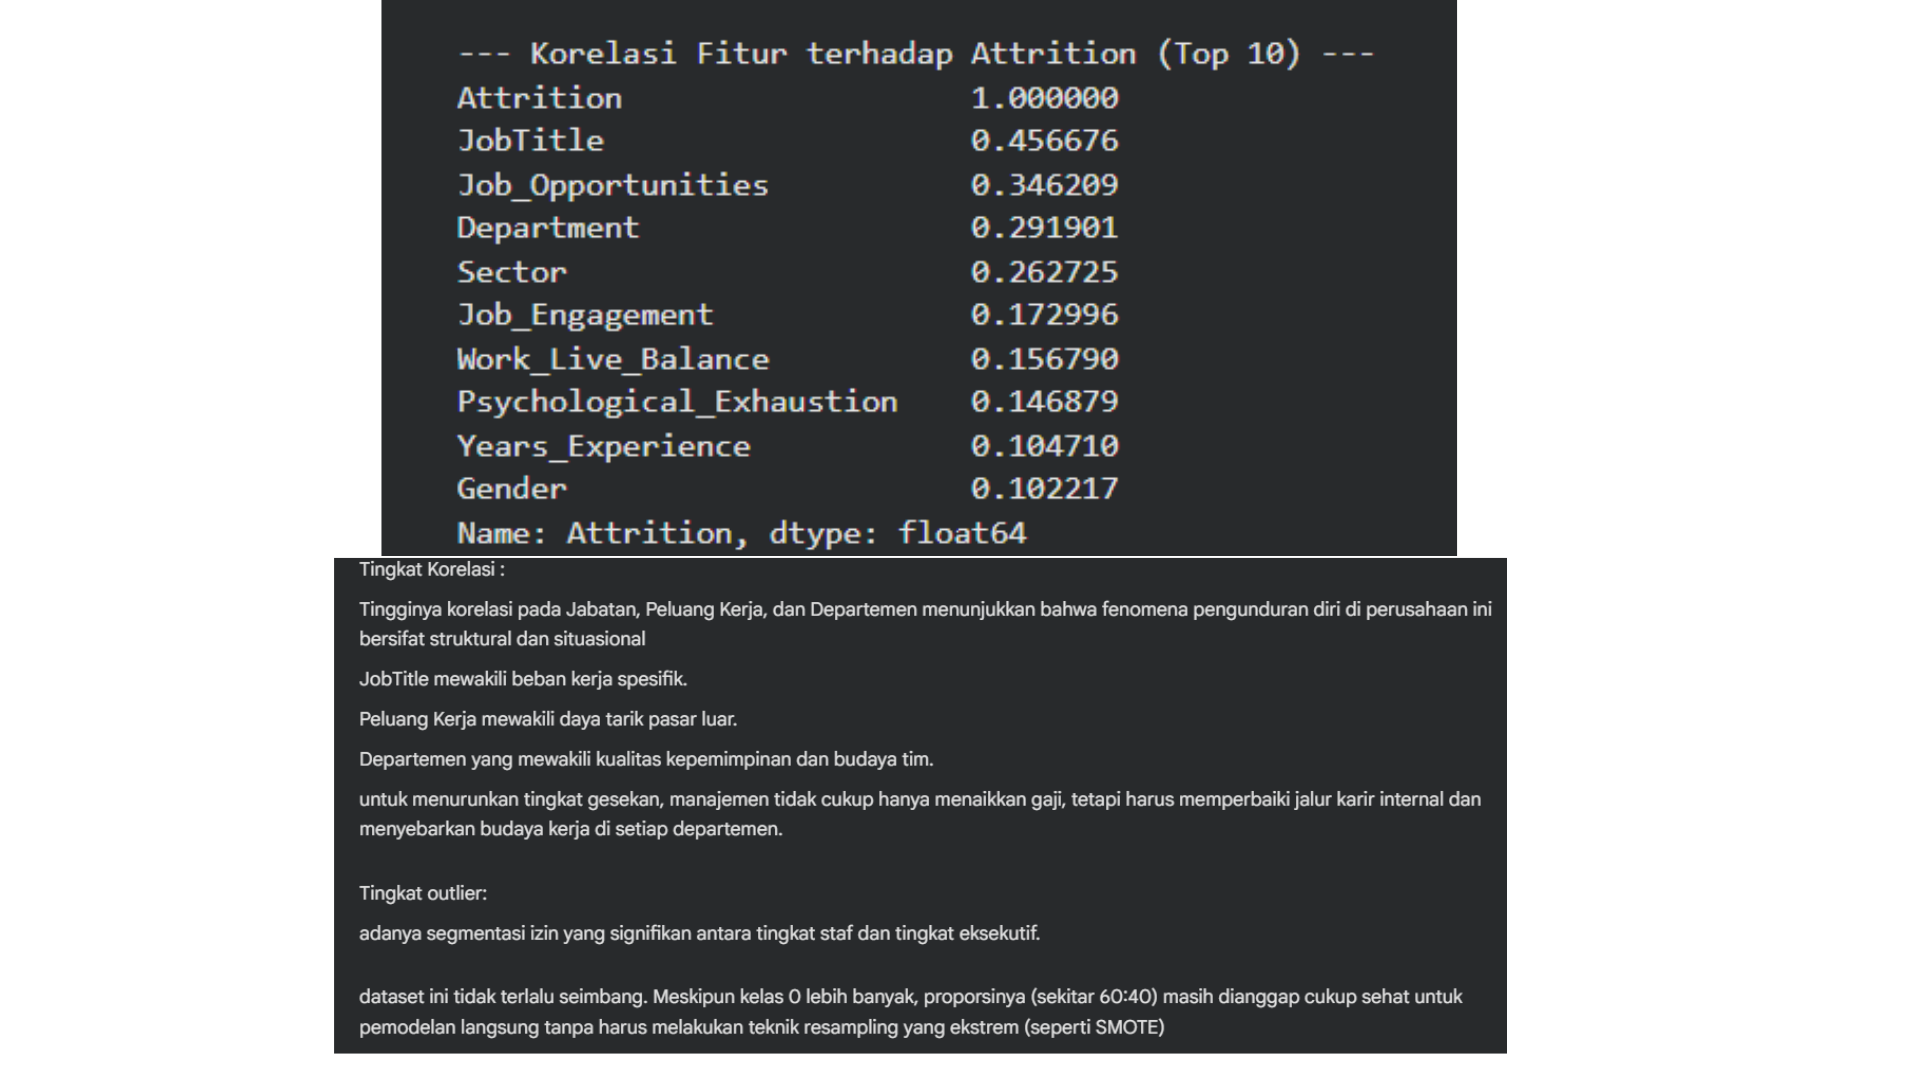 --- Korelasi Fitur terhadap Attrition (Top 10) ---
Attrition 1.000000
JobTitle 0.456676
Job_Opportunities 0.346209
Department 0.291901
Sector 0.262725
Job_Engagement 0.172996
Work_Live_Balance 0.156790
Psychological_Exhaustion 0.146879
Years_Experience 0.104710
Gender 0.102217
Name: Attrition, dtype: float64
Tingkat Korelasi :
Tingginya korelasi pada Jabatan, Peluang Kerja, dan Departemen menunjukkan bahwa fenomena pengunduran diri di perusahaan ini
bersifat struktural dan situasional
JobTitle mewakili beban kerja spesifik.
Peluang Kerja mewakili daya tarik pasar luar.
Departemen yang mewakili kualitas kepemimpinan dan budaya tim.
untuk menurunkan tingkat gesekan, manajemen tidak cukup hanya menaikkan gaji, tetapi harus memperbaiki jalur karir internal dan
menyebarkan budaya kerja di setiap departemen.
Tingkat outlier:
adanya segmentasi izin yang signifikan antara tingkat staf dan tingkat eksekutif.
dataset ini tidak terlalu seimbang. Meskipun kelas 0 lebih banyak, proporsinya (sekitar 60:40) masih dianggap cukup sehat untuk
pemodelan langsung tanpa harus melakukan teknik resampling yang ekstrem (seperti SMOTE)